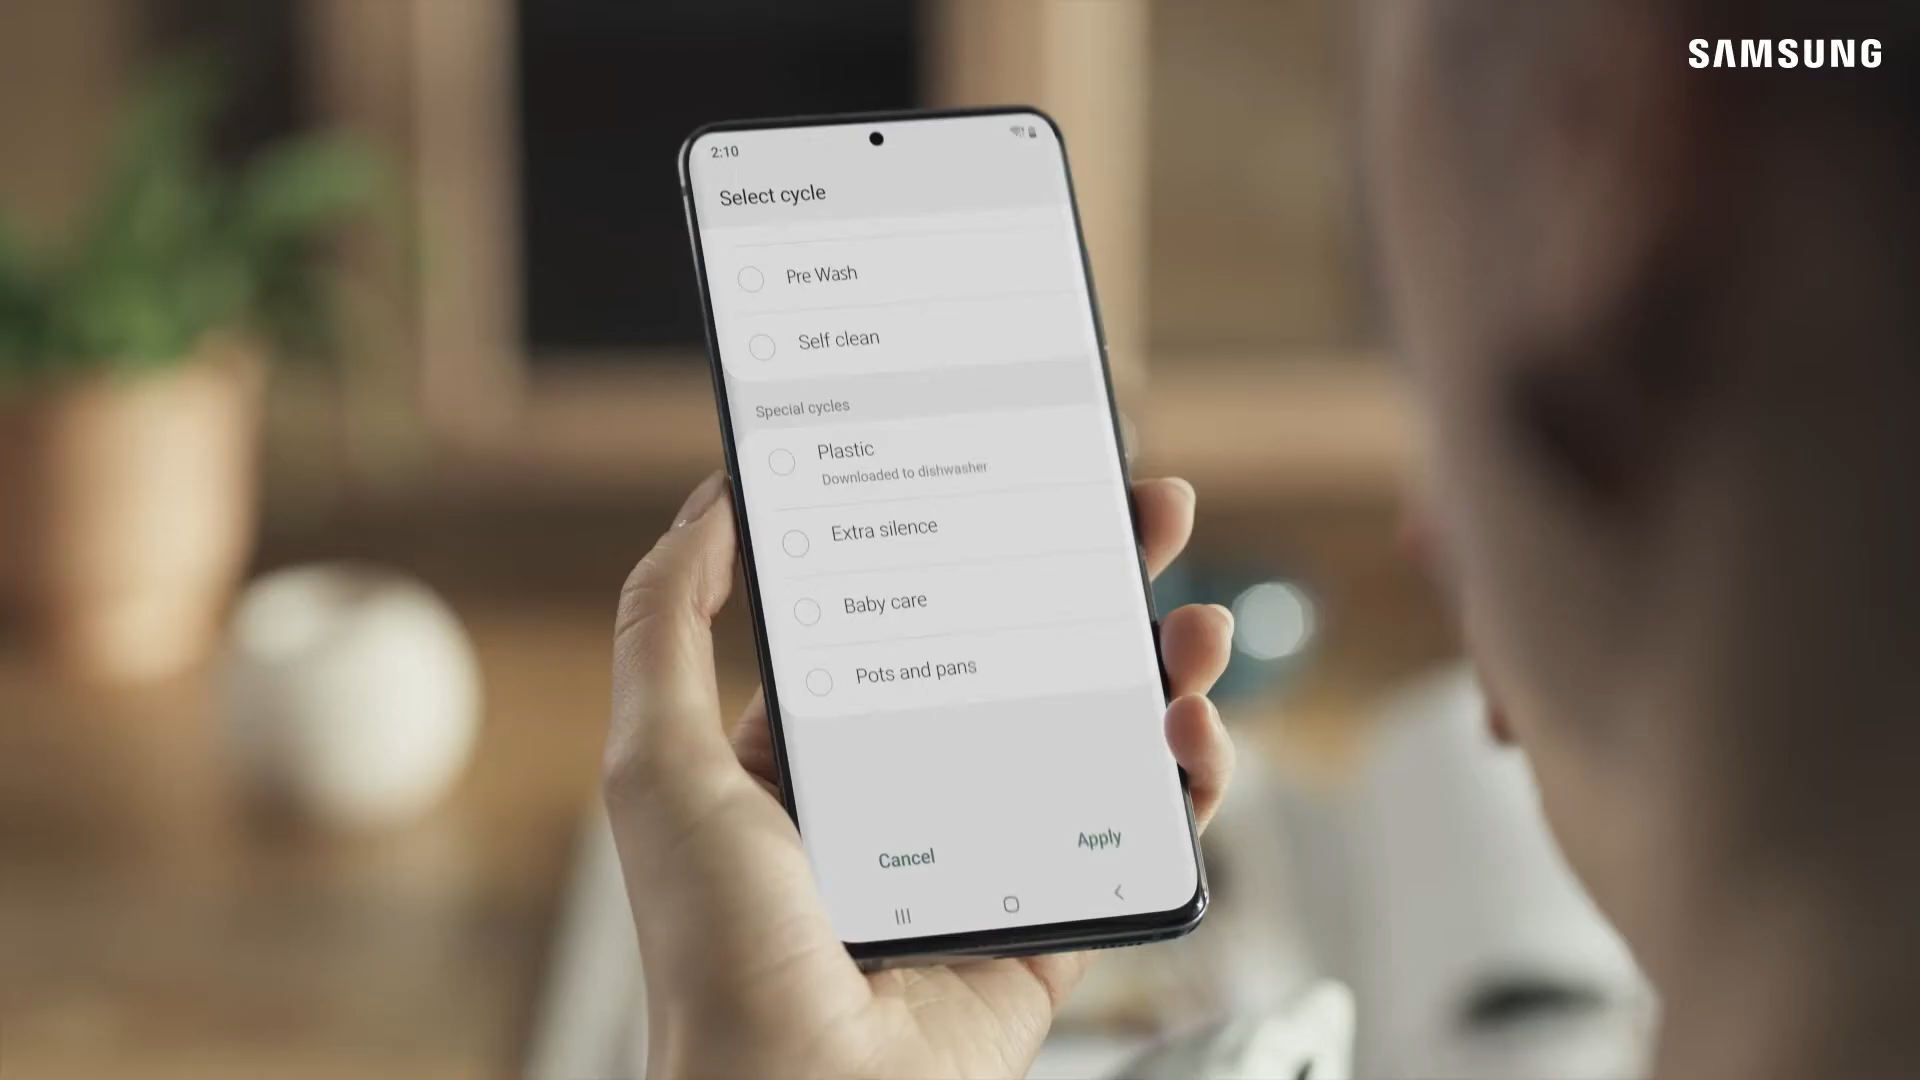 SAMSUNG
2:10
Select cycle
Pre Wash
Self clean
Special cycles
Plastic
Downloaded to dishwasher
Extra silence
Baby care
Pots and pans
Cancel
Apply